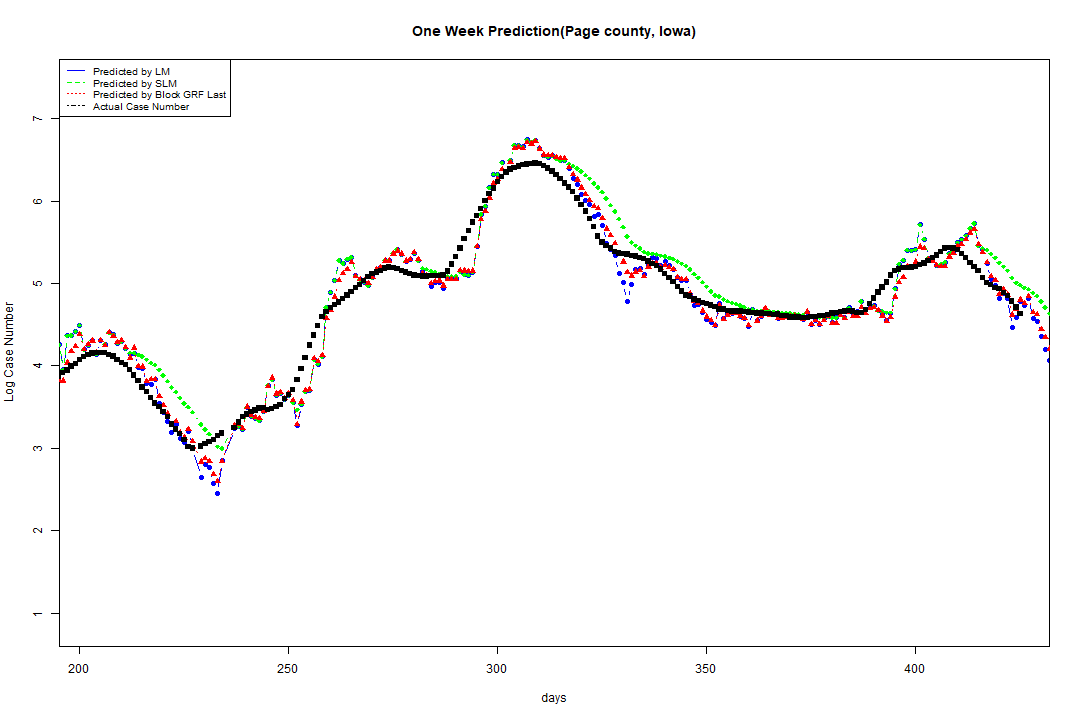 One Week Prediction(Page county, Iowa)
Predicted by LM
Predicted by SLM
Predicted by Block GRF Last
Actual Case Number
7
6
5
4
3
2
1
Log Case Number
200 250 300 350 400
days